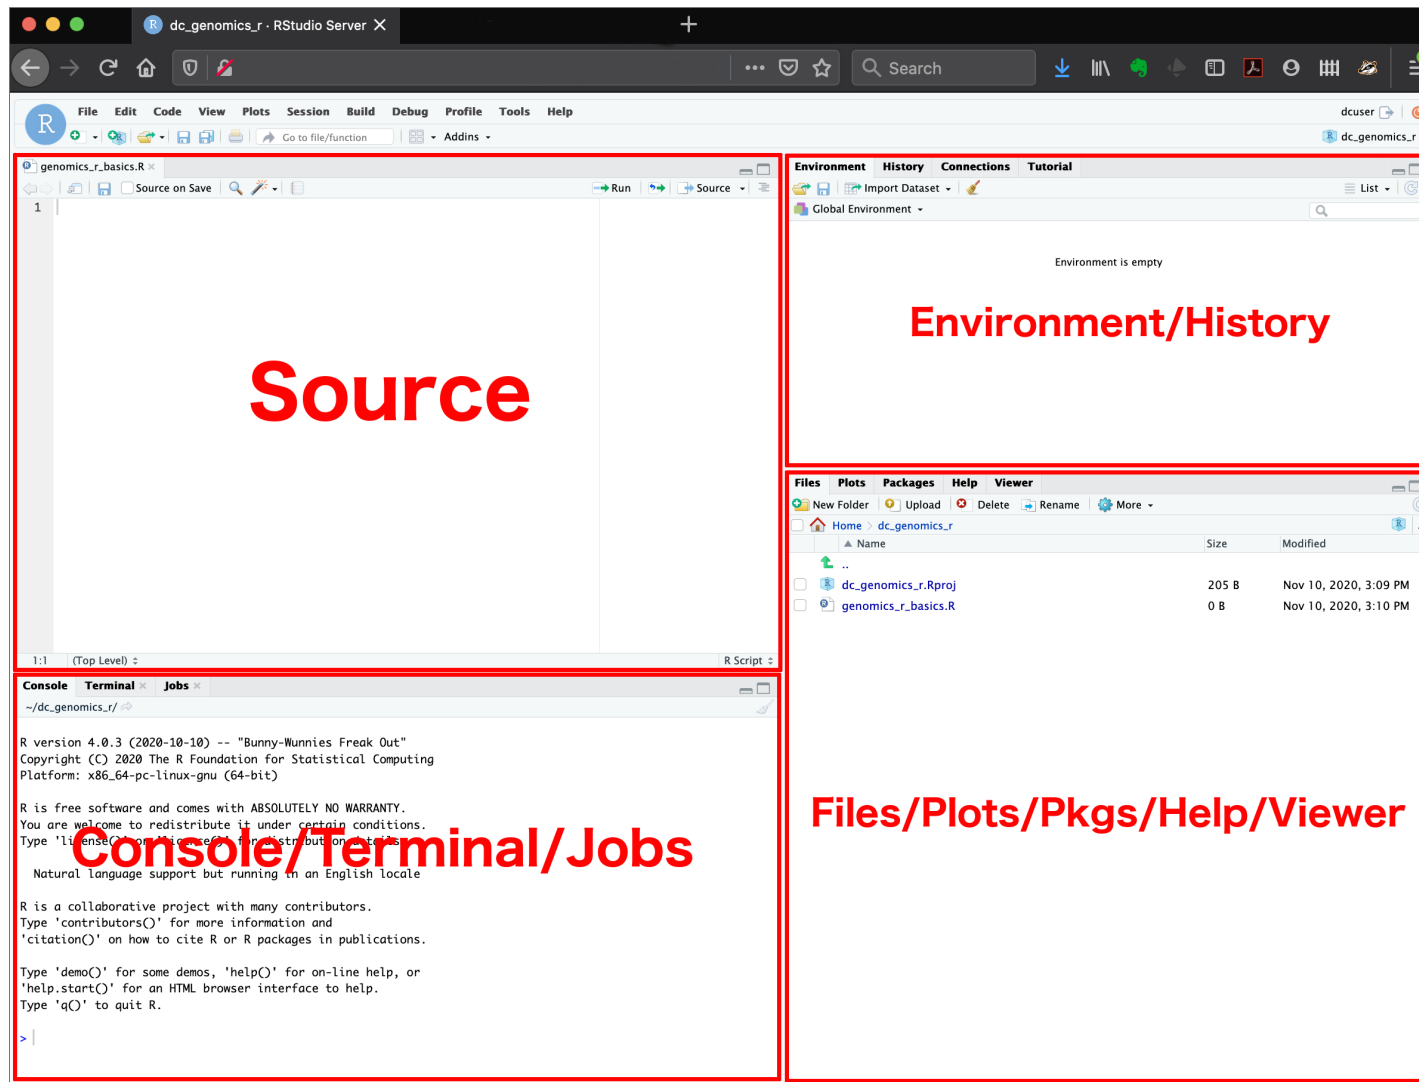 R dc_genomics_r · RStudio Server
Search
R
File Edit Code View Plots Session Build Debug Profile Tools Help
dcuser
Go to file/function
Addins
dc_genomics_r
genomics_r_basics.R
Source on Save
Run
Source
1
Source
1:1 (Top Level)
R Script
Environment History Connections Tutorial
Import Dataset
List
Global Environment
Environment is empty
Environment/History
Console Terminal Jobs
~/dc_genomics_r/
R version 4.0.3 (2020-10-10) -- "Bunny-Wunnies Freak Out"
Copyright (C) 2020 The R Foundation for Statistical Computing
Platform: x86_64-pc-linux-gnu (64-bit)
R is free software and comes with ABSOLUTELY NO WARRANTY.
You are welcome to redistribute it under certain conditions.
Type 'license()' or 'licence()' for distribution details.
Console/Terminal/Jobs
Natural language support but running in an English locale
R is a collaborative project with many contributors.
Type 'contributors()' for more information and
'citation()' on how to cite R or R packages in publications.
Type 'demo()' for some demos, 'help()' for on-line help, or
'help.start()' for an HTML browser interface to help.
Type 'q()' to quit R.
>
Files Plots Packages Help Viewer
New Folder Upload Delete Rename More
Home > dc_genomics_r
Name Size Modified
..
dc_genomics_r.Rproj 205 B Nov 10, 2020, 3:09 PM
genomics_r_basics.R 0 B Nov 10, 2020, 3:10 PM
Files/Plots/Pkgs/Help/Viewer